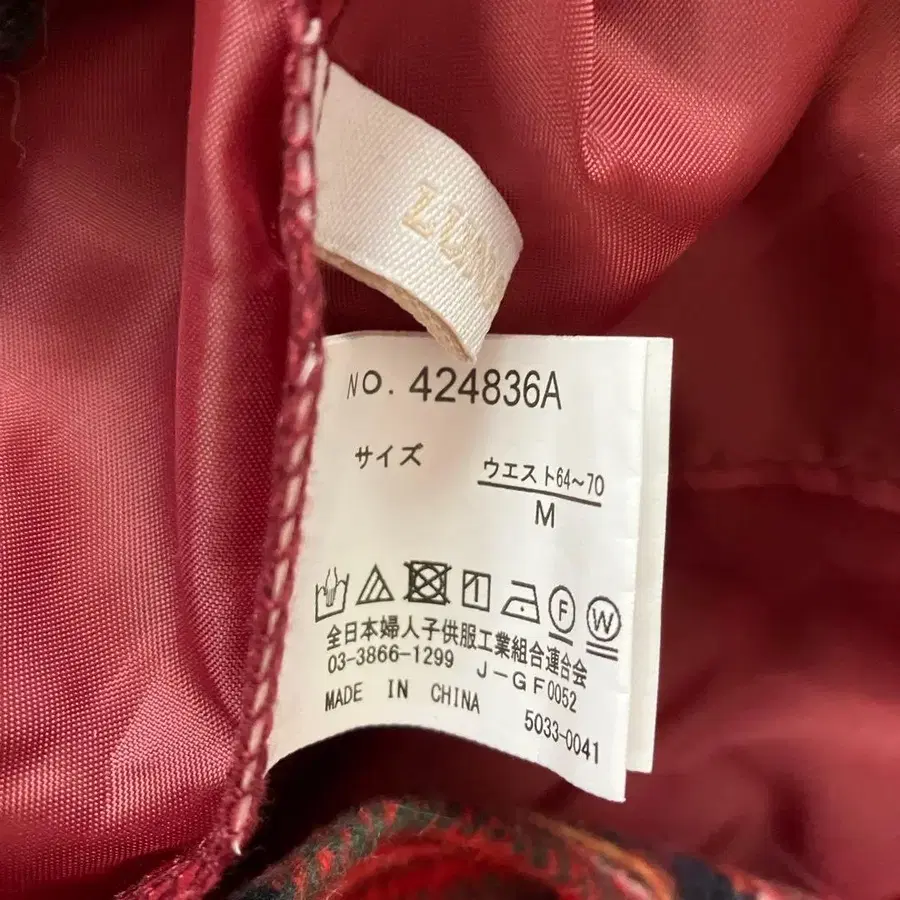 NO. 424836A
サイズ
ウエスト64～70
M
F W
全日本婦人子供服工業組合連合会
03-3866-1299 J-GF0052
MADE IN CHINA
5033-0041